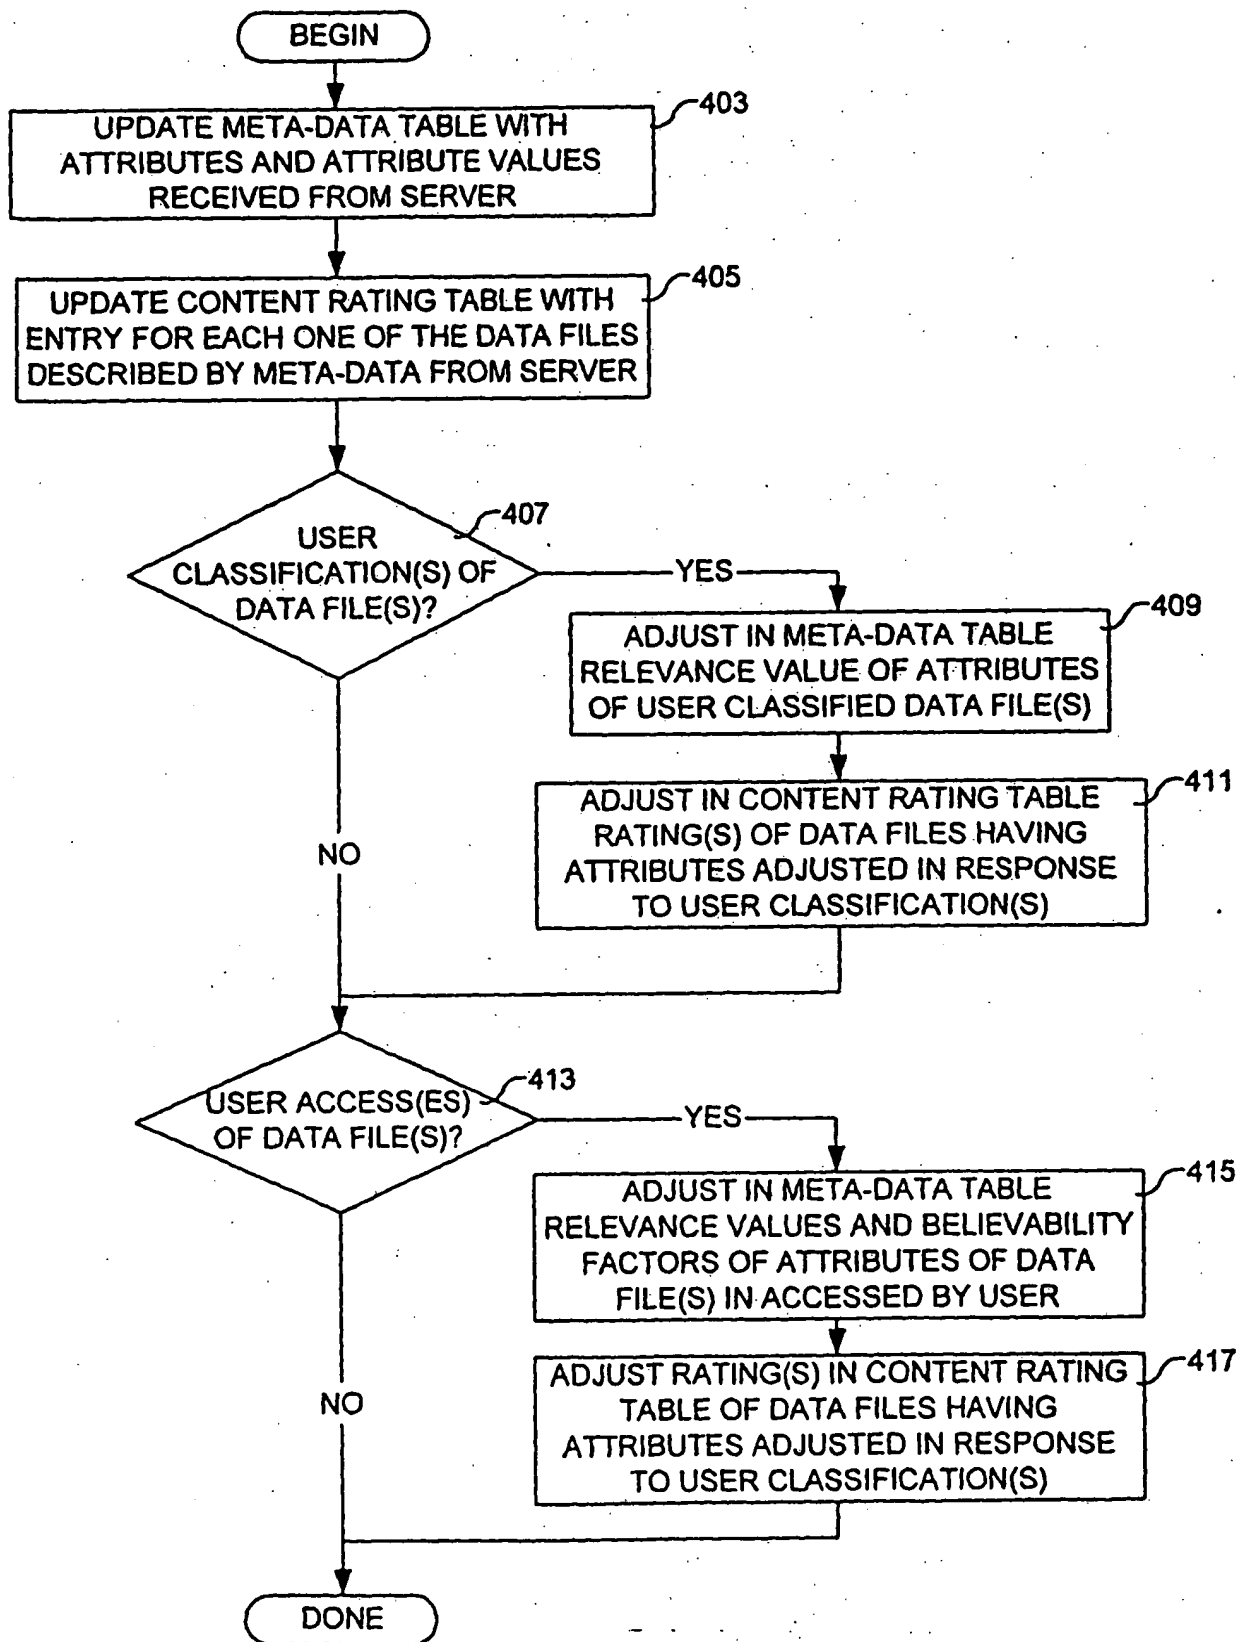 BEGIN
403
UPDATE META-DATA TABLE WITH
ATTRIBUTES AND ATTRIBUTE VALUES
RECEIVED FROM SERVER
405
UPDATE CONTENT RATING TABLE WITH
ENTRY FOR EACH ONE OF THE DATA FILES
DESCRIBED BY META-DATA FROM SERVER
407
USER
CLASSIFICATION(S) OF
DATA FILE(S)?
YES
409
ADJUST IN META-DATA TABLE
RELEVANCE VALUE OF ATTRIBUTES
OF USER CLASSIFIED DATA FILE(S)
411
ADJUST IN CONTENT RATING TABLE
RATING(S) OF DATA FILES HAVING
ATTRIBUTES ADJUSTED IN RESPONSE
TO USER CLASSIFICATION(S)
NO
413
USER ACCESS(ES)
OF DATA FILE(S)?
YES
415
ADJUST IN META-DATA TABLE
RELEVANCE VALUES AND BELIEVABILITY
FACTORS OF ATTRIBUTES OF DATA
FILE(S) IN ACCESSED BY USER
417
ADJUST RATING(S) IN CONTENT RATING
TABLE OF DATA FILES HAVING
ATTRIBUTES ADJUSTED IN RESPONSE
TO USER CLASSIFICATION(S)
NO
DONE